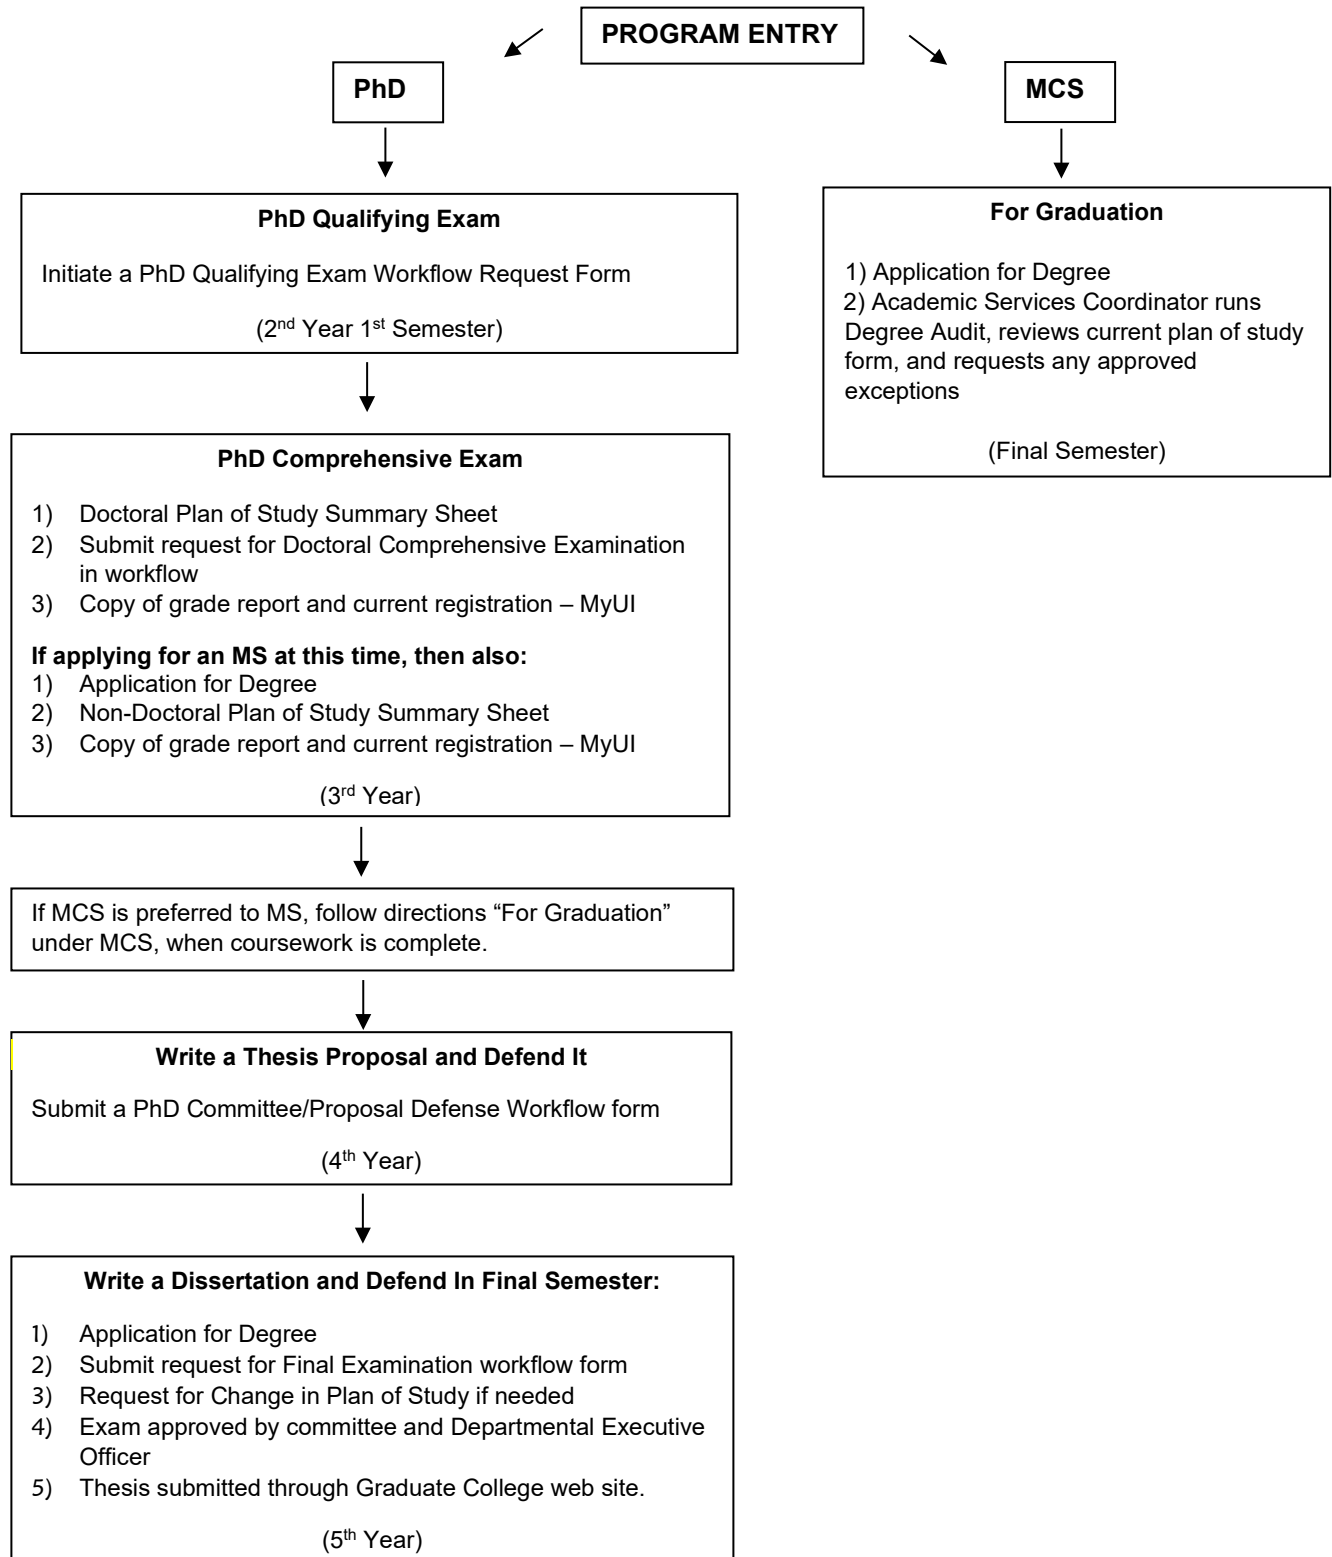 PROGRAM ENTRY
PhD
MCS
PhD Qualifying Exam
Initiate a PhD Qualifying Exam Workflow Request Form
(2nd Year 1st Semester)
For Graduation
1) Application for Degree
2) Academic Services Coordinator runs
Degree Audit, reviews current plan of study
form, and requests any approved
exceptions
(Final Semester)
PhD Comprehensive Exam
1) Doctoral Plan of Study Summary Sheet
2) Submit request for Doctoral Comprehensive Examination
in workflow
3) Copy of grade report and current registration – MyUI
If applying for an MS at this time, then also:
1) Application for Degree
2) Non-Doctoral Plan of Study Summary Sheet
3) Copy of grade report and current registration – MyUI
(3rd Year)
If MCS is preferred to MS, follow directions “For Graduation”
under MCS, when coursework is complete.
Write a Thesis Proposal and Defend It
Submit a PhD Committee/Proposal Defense Workflow form
(4th Year)
Write a Dissertation and Defend In Final Semester:
1) Application for Degree
2) Submit request for Final Examination workflow form
3) Request for Change in Plan of Study if needed
4) Exam approved by committee and Departmental Executive
Officer
5) Thesis submitted through Graduate College web site.
(5th Year)